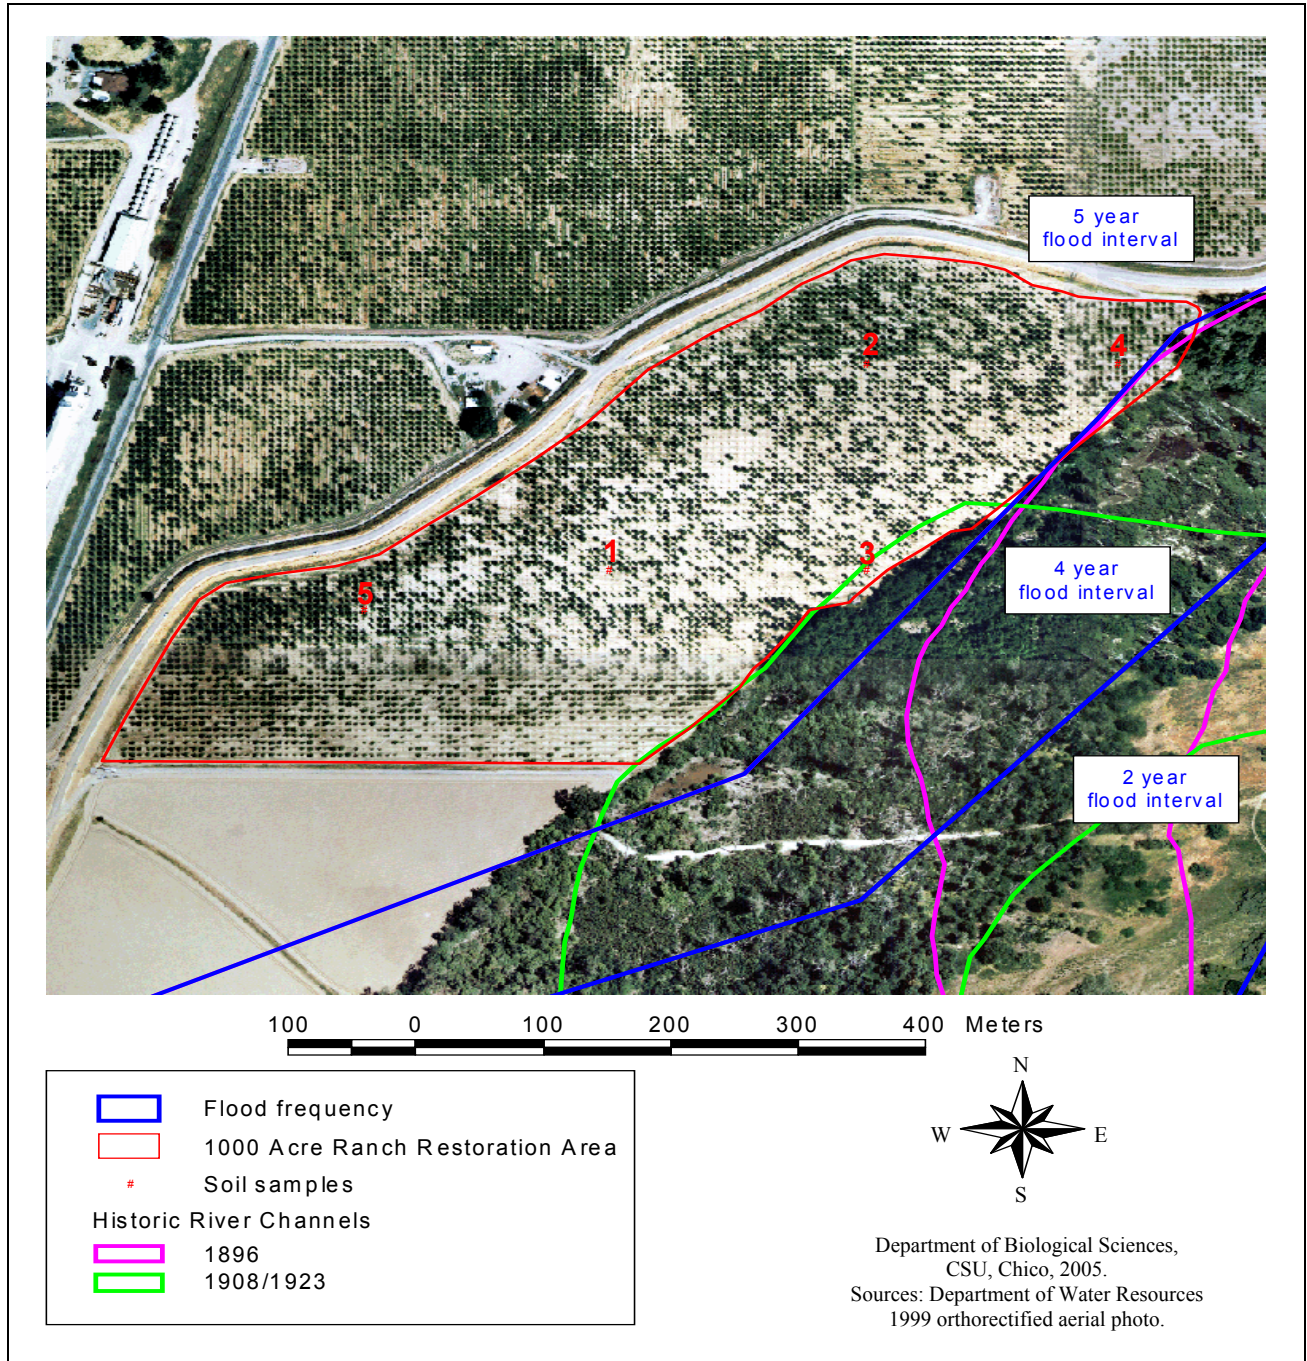 5 year
flood interval
2
4
1
3
5
4 year
flood interval
2 year
flood interval
100 0 100 200 300 400 Meters
Flood frequency
1000 Acre Ranch Restoration Area
# Soil samples
Historic River Channels
1896
1908/1923
N
W E
S
Department of Biological Sciences,
CSU, Chico, 2005.
Sources: Department of Water Resources
1999 orthorectified aerial photo.